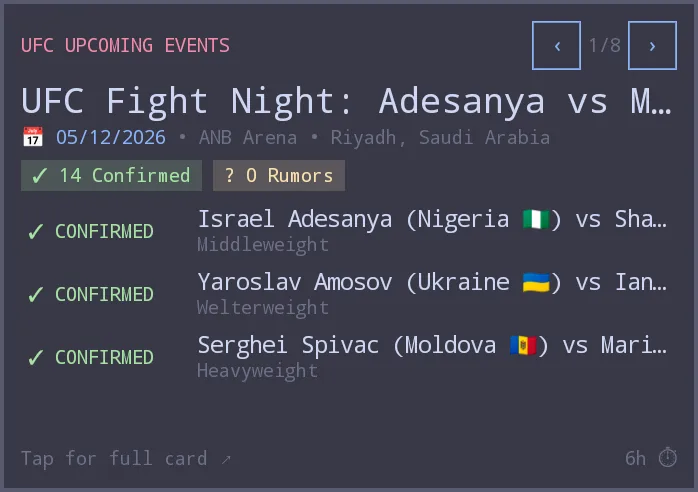 UFC UPCOMING EVENTS ‹ 1/8 ›
UFC Fight Night: Adesanya vs M…
05/12/2026 • ANB Arena • Riyadh, Saudi Arabia
✓ 14 Confirmed ? 0 Rumors
✓ CONFIRMED Israel Adesanya (Nigeria 🇳🇬) vs Sha…
Middleweight
✓ CONFIRMED Yaroslav Amosov (Ukraine 🇺🇦) vs Ian…
Welterweight
✓ CONFIRMED Serghei Spivac (Moldova 🇲🇩) vs Mari…
Heavyweight
Tap for full card ↗ 6h ⏱